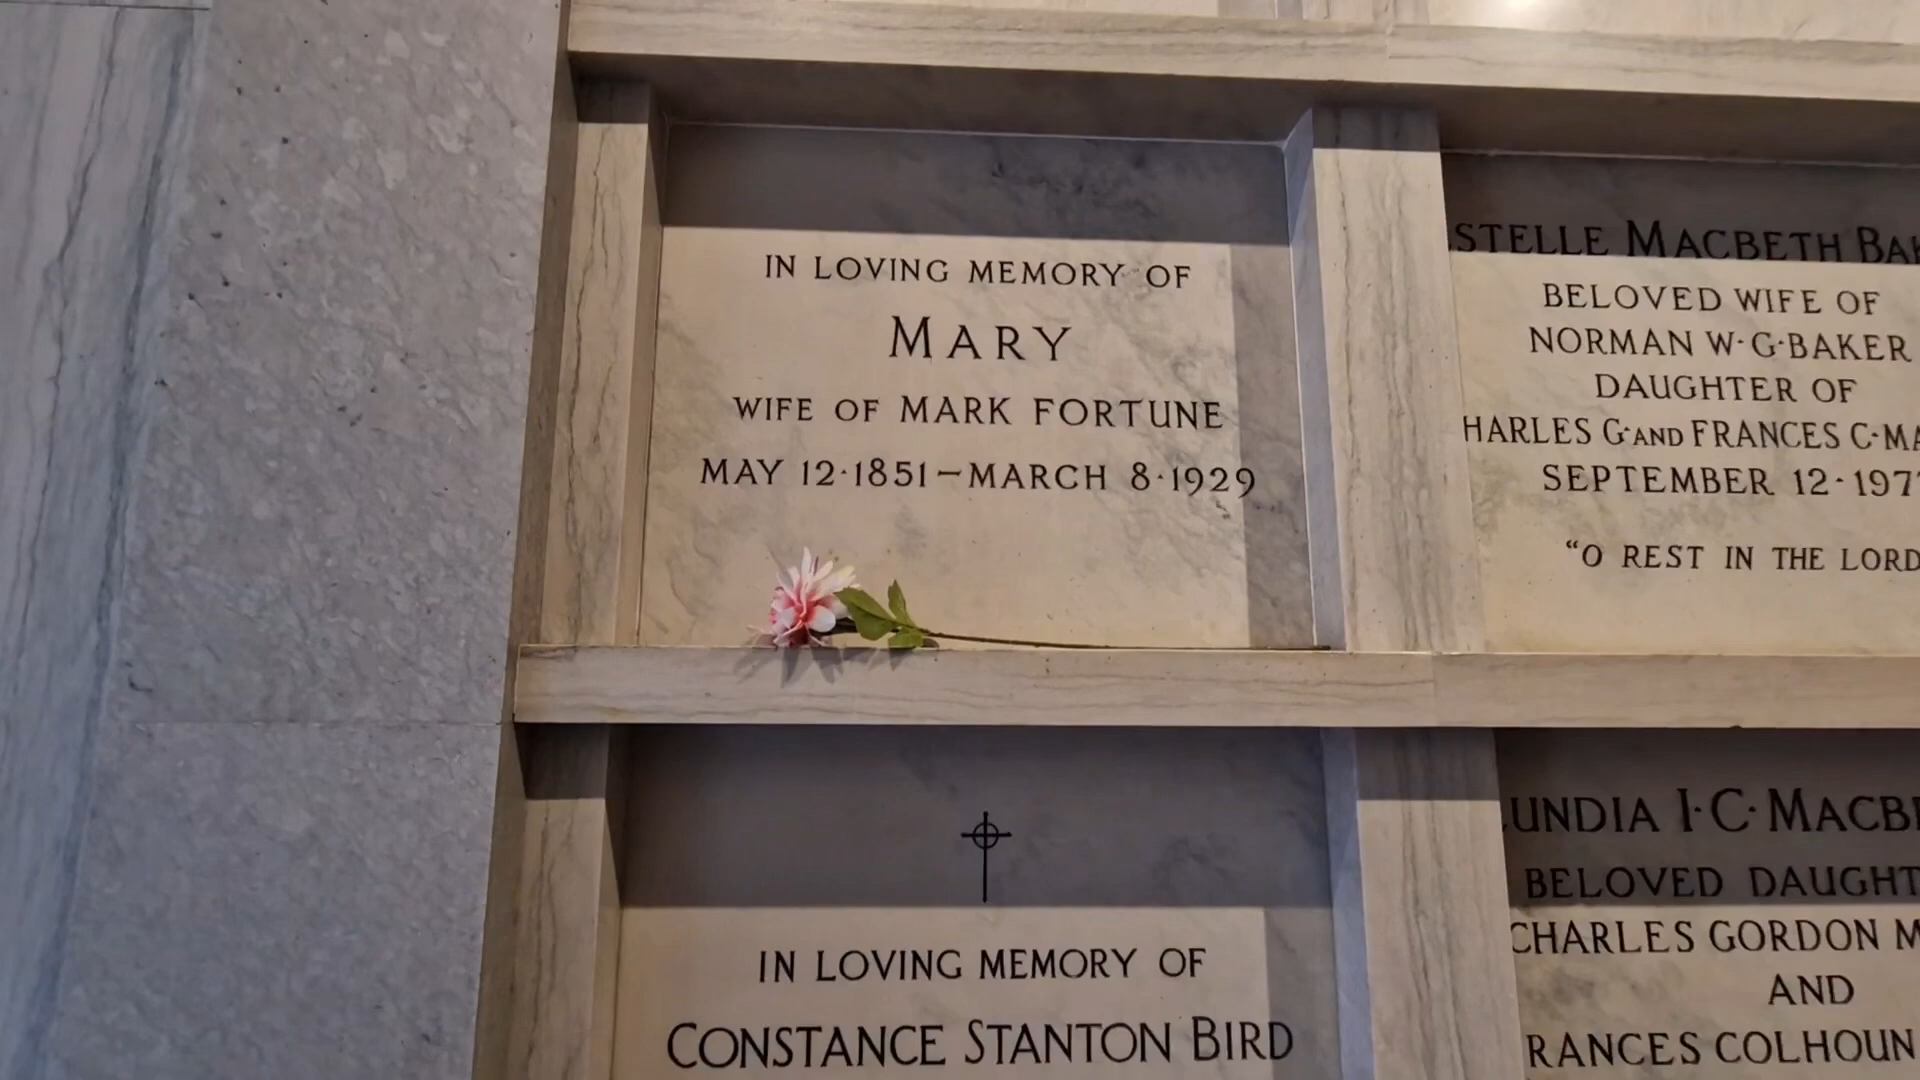 IN LOVING MEMORY OF
MARY
WIFE OF MARK FORTUNE
MAY 12·1851–MARCH 8·1929
STELLE MACBETH BAK
BELOVED WIFE OF
NORMAN W·G·BAKER
DAUGHTER OF
HARLES G· AND FRANCES C·MA
SEPTEMBER 12·197
“O REST IN THE LORD
IN LOVING MEMORY OF
CONSTANCE STANTON BIRD
UNDIA I·C·MACB
BELOVED DAUGHT
CHARLES GORDON M
AND
RANCES COLHOUN